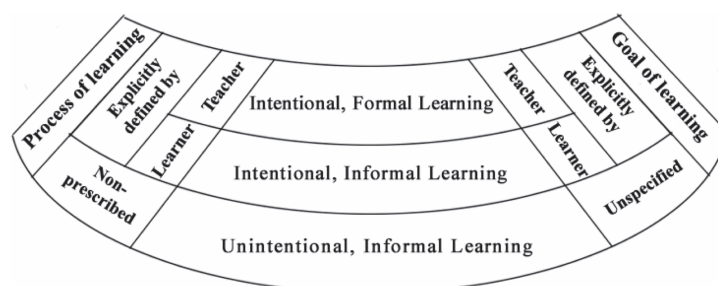 Process of learning
Explicitly
defined by
Teacher
Learner
Non-
prescribed
Intentional, Formal Learning
Intentional, Informal Learning
Unintentional, Informal Learning
Teacher
Learner
Explicitly
defined by
Unspecified
Goal of learning